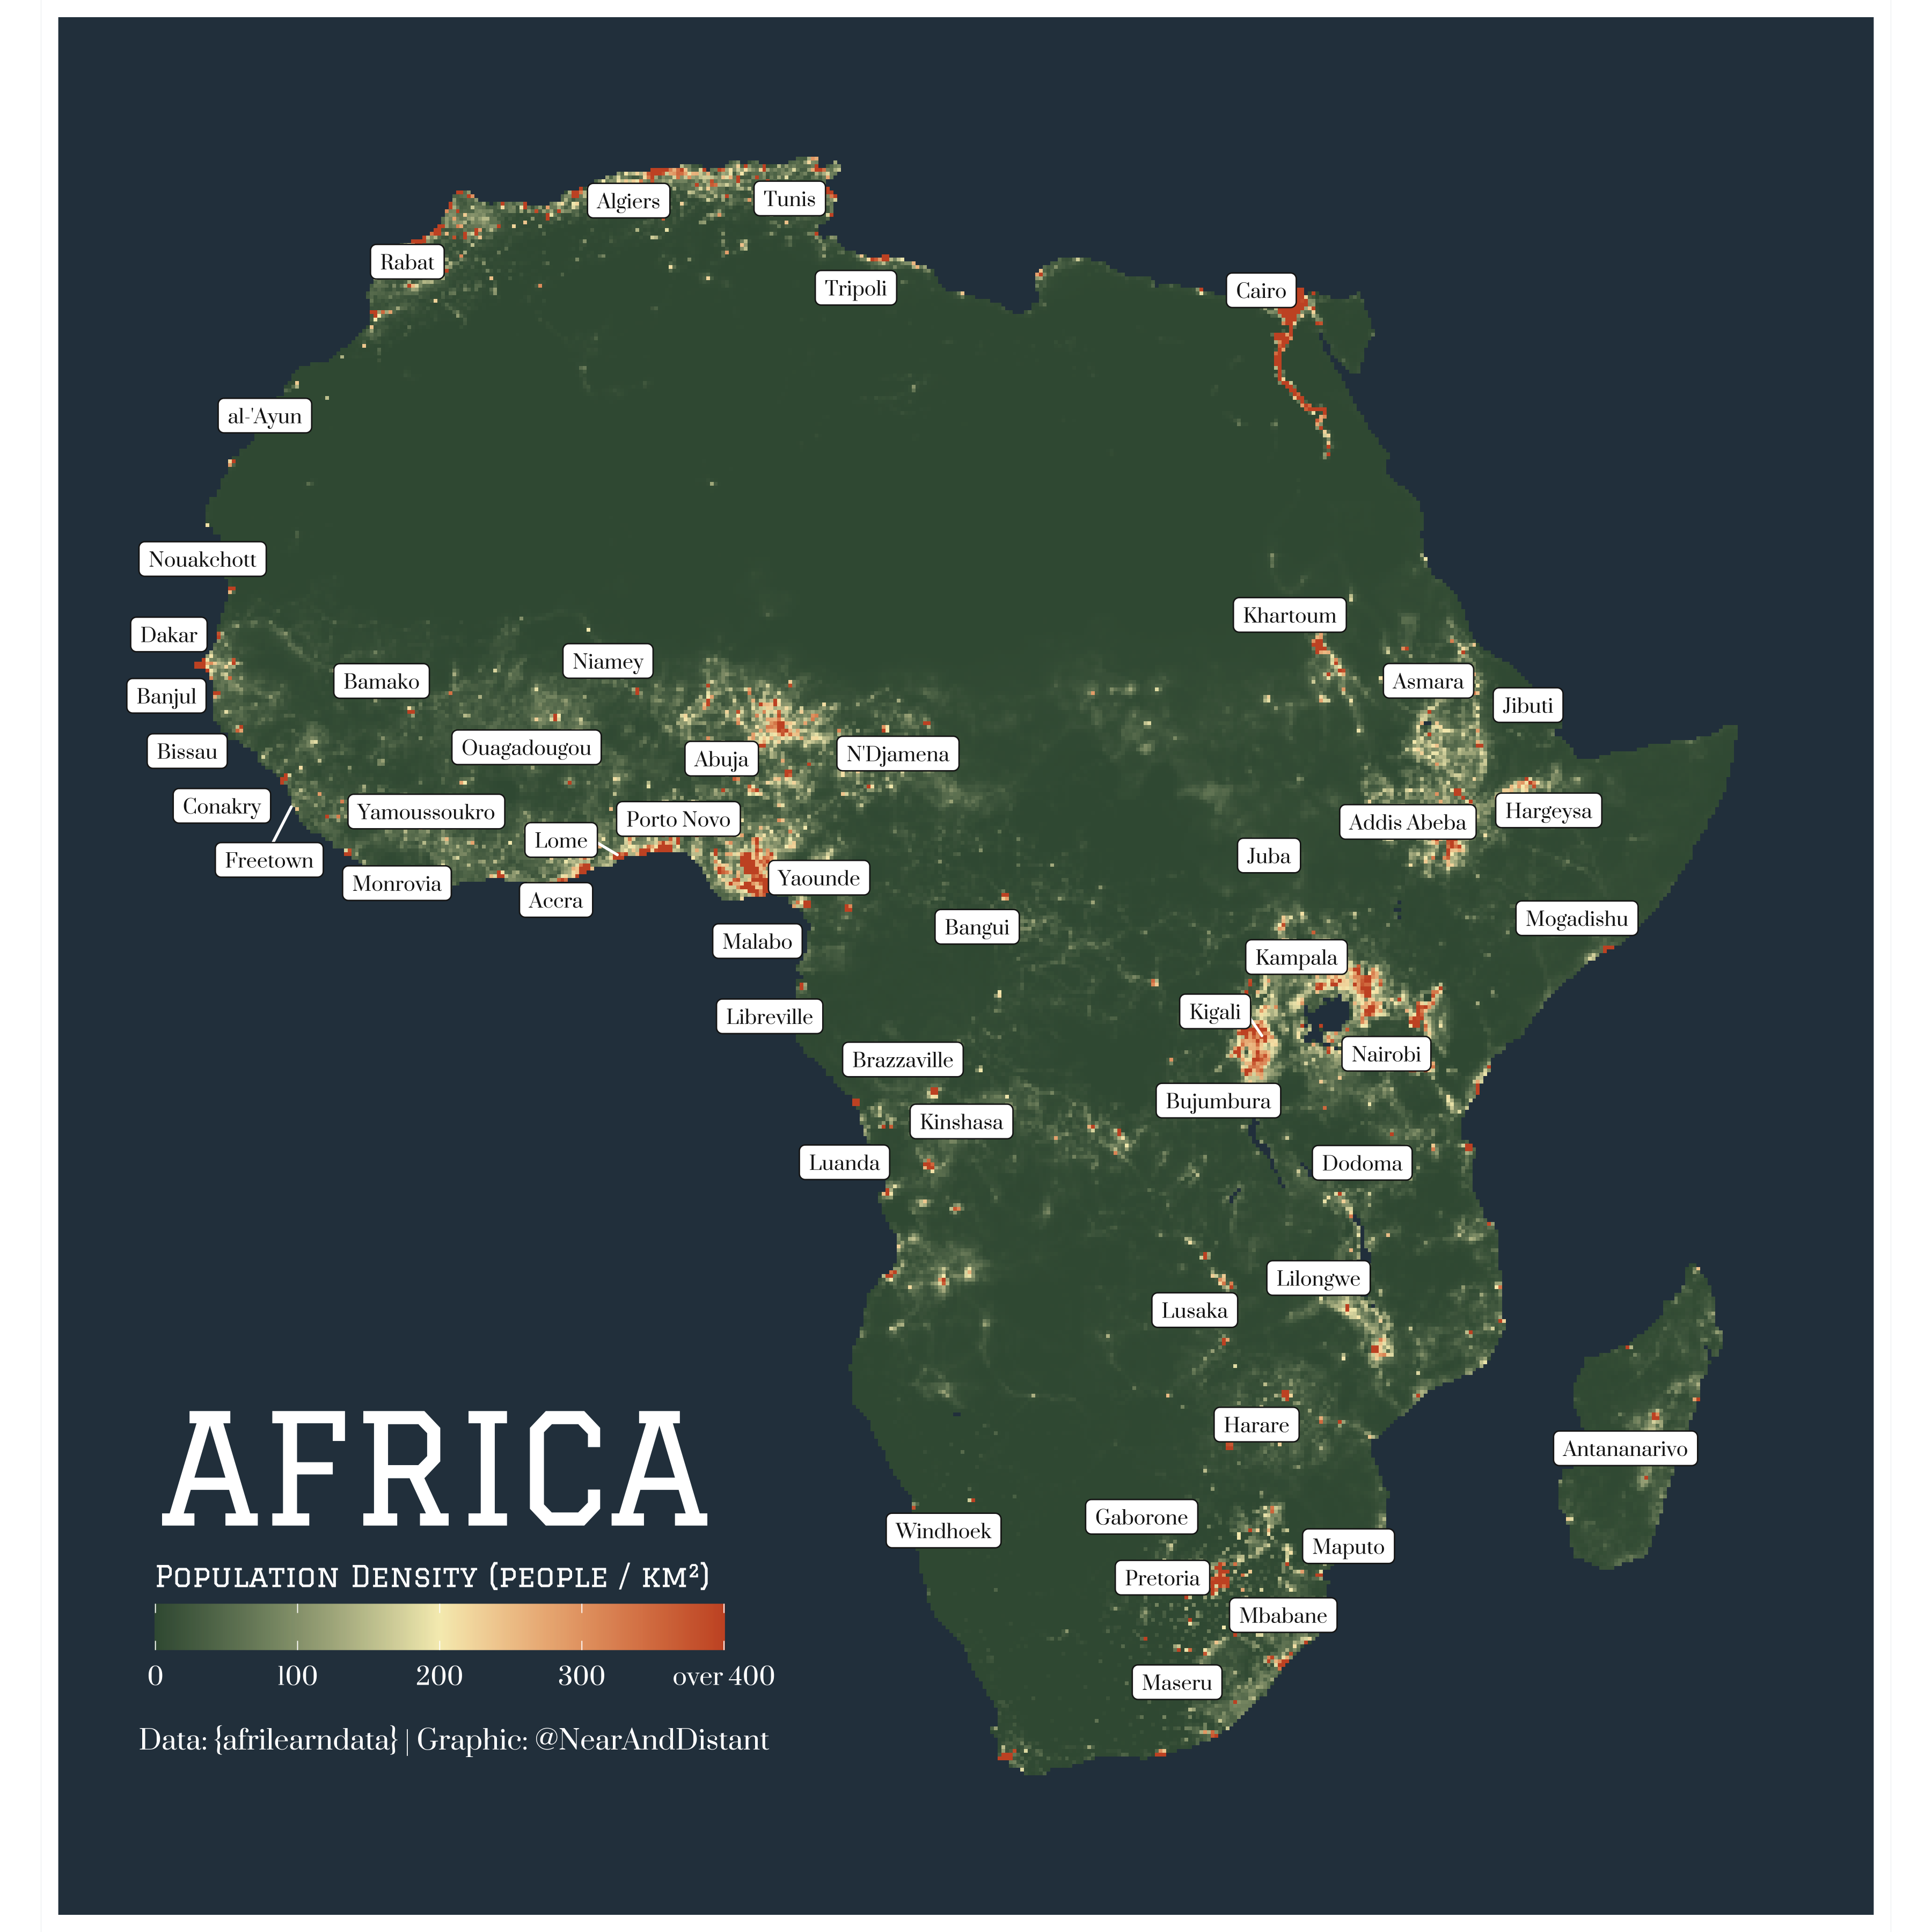 Algiers
Tunis
Rabat
Tripoli
Cairo
al-'Ayun
Nouakchott
Khartoum
Dakar
Niamey
Bamako
Asmara
Banjul
Jibuti
Bissau
Ouagadougou
Abuja
N'Djamena
Conakry
Yamoussoukro
Porto Novo
Addis Abeba
Hargeysa
Lome
Freetown
Juba
Monrovia
Yaounde
Accra
Mogadishu
Bangui
Malabo
Kampala
Kigali
Libreville
Nairobi
Brazzaville
Bujumbura
Kinshasa
Luanda
Dodoma
Lilongwe
Lusaka
Harare
Antananarivo
Gaborone
Windhoek
Maputo
Pretoria
Mbabane
Maseru
AFRICA
Population Density (people / km²)
0 100 200 300 over 400
Data: {afrilearndata} | Graphic: @NearAndDistant